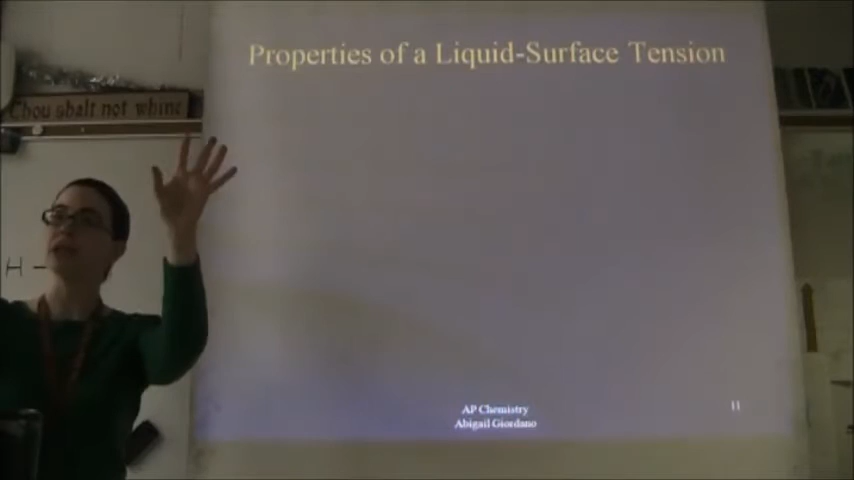 Properties of a Liquid-Surface Tension
Thou shalt not whine
H -
AP Chemistry
Abigail Giordano
11